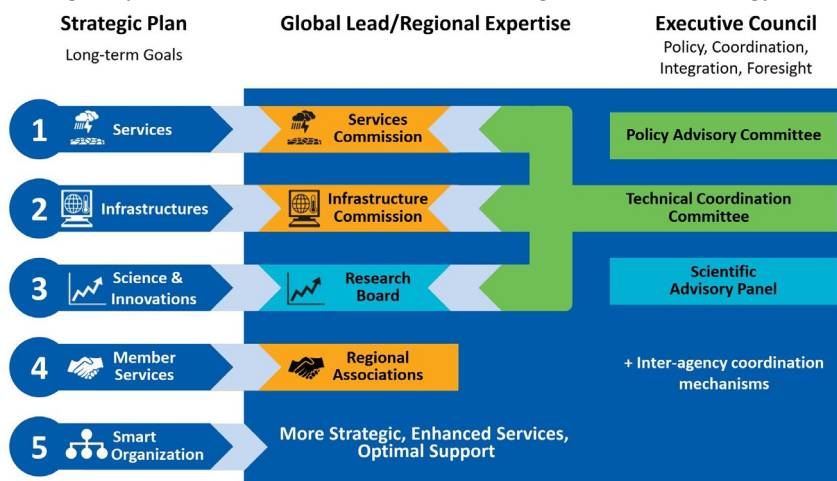 Strategic Plan
Long-term Goals
Global Lead/Regional Expertise
Executive Council
Policy, Coordination,
Integration, Foresight
1
Services
Services
Commission
Policy Advisory Committee
2
Infrastructures
Infrastructure
Commission
Technical Coordination
Committee
3
Science &
Innovations
Research
Board
Scientific
Advisory Panel
4
Member
Services
Regional
Associations
+ Inter-agency coordination
mechanisms
5
Smart
Organization
More Strategic, Enhanced Services,
Optimal Support